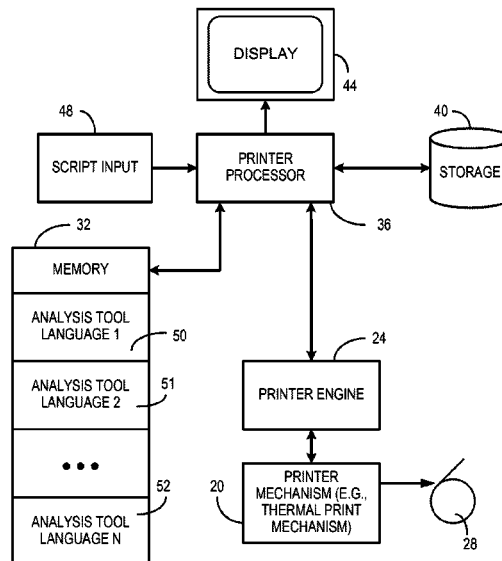 DISPLAY
44
48
40
SCRIPT INPUT
PRINTER
PROCESSOR
STORAGE
32
36
MEMORY
ANALYSIS TOOL
LANGUAGE 1
50
24
ANALYSIS TOOL
LANGUAGE 2
51
PRINTER ENGINE
•••
52
20
PRINTER
MECHANISM (E.G.,
THERMAL PRINT
MECHANISM)
ANALYSIS TOOL
LANGUAGE N
28